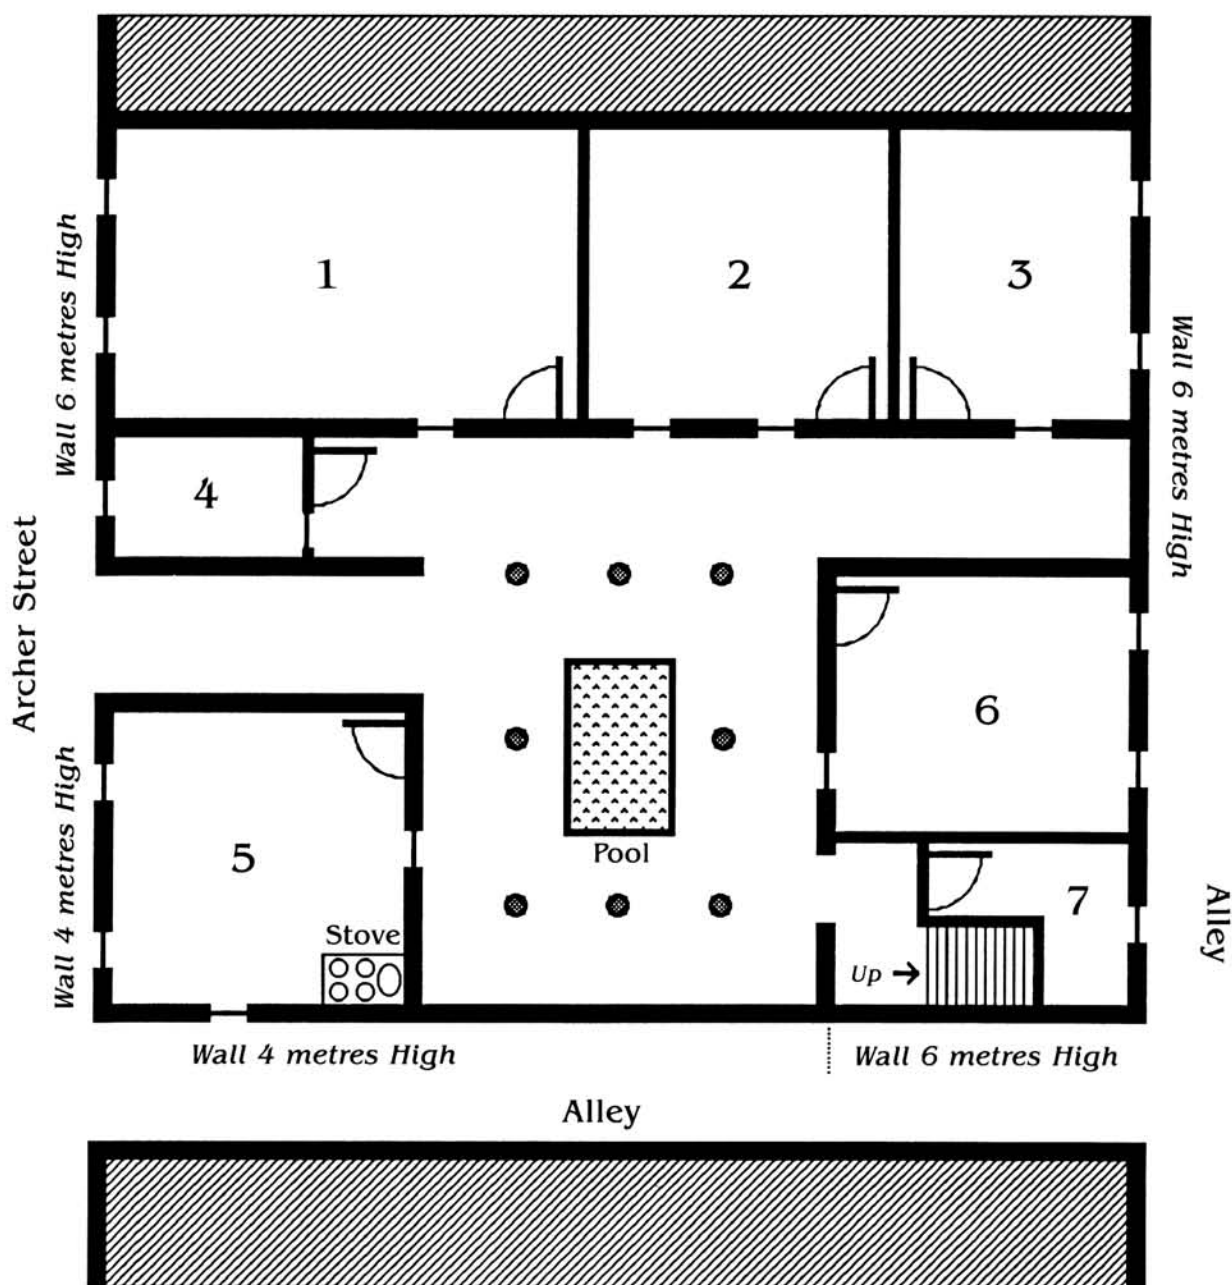 1
2
3
Wall 6 metres High
Wall 6 metres High
4
Archer Street
6
5
Pool
7
Wall 4 metres High
Stove
Up
Alley
Wall 4 metres High
Wall 6 metres High
Alley